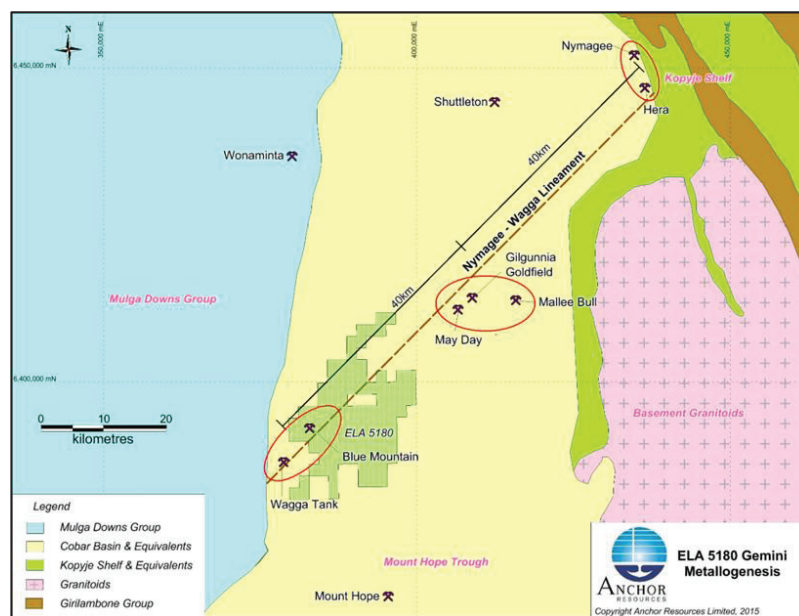 350,000 mE
400,000 mE
450,000 mE
N
Nymagee
6,450,000 mN
Kopyje Shelf
Shuttleton
Hera
40km
Wonaminta
Nymagee - Wagga Lineament
Gilgunnia
Goldfield
40km
Mulga Downs Group
Mallee Bull
May Day
6,400,000 mN
Basement Granitoids
0 10 20
kilometres
ELA 5180
Blue Mountain
Wagga Tank
Legend
Mulga Downs Group
Cobar Basin & Equivalents
Kopyje Shelf & Equivalents
Granitoids
Girilambone Group
Mount Hope Trough
Mount Hope
ANCHOR
RESOURCES
ELA 5180 Gemini
Metallogenesis
Copyright Anchor Resources Limited, 2015